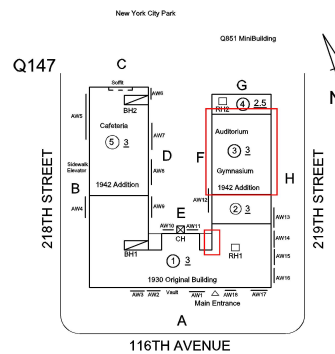 New York City Park
Q851 MiniBuilding
Q147
C
G
N
Soffit
AW6
BH2
RH2
4 2.5
AW5
Cafeteria
5 3
AW7
Auditorium
D
F
3 3
H
Sidewalk
Elevator
AW8
Gymnasium
B
1942 Addition
1942 Addition
AW4
AW9
AW12
2 3
AW13
E
AW10
AW11
CH
AW14
BH1
RH1
1 3
AW15
1930 Original Building
AW16
AW3
AW2
Vault
AW1
AW18
AW17
Main Entrance
A
218TH STREET
219TH STREET
116TH AVENUE